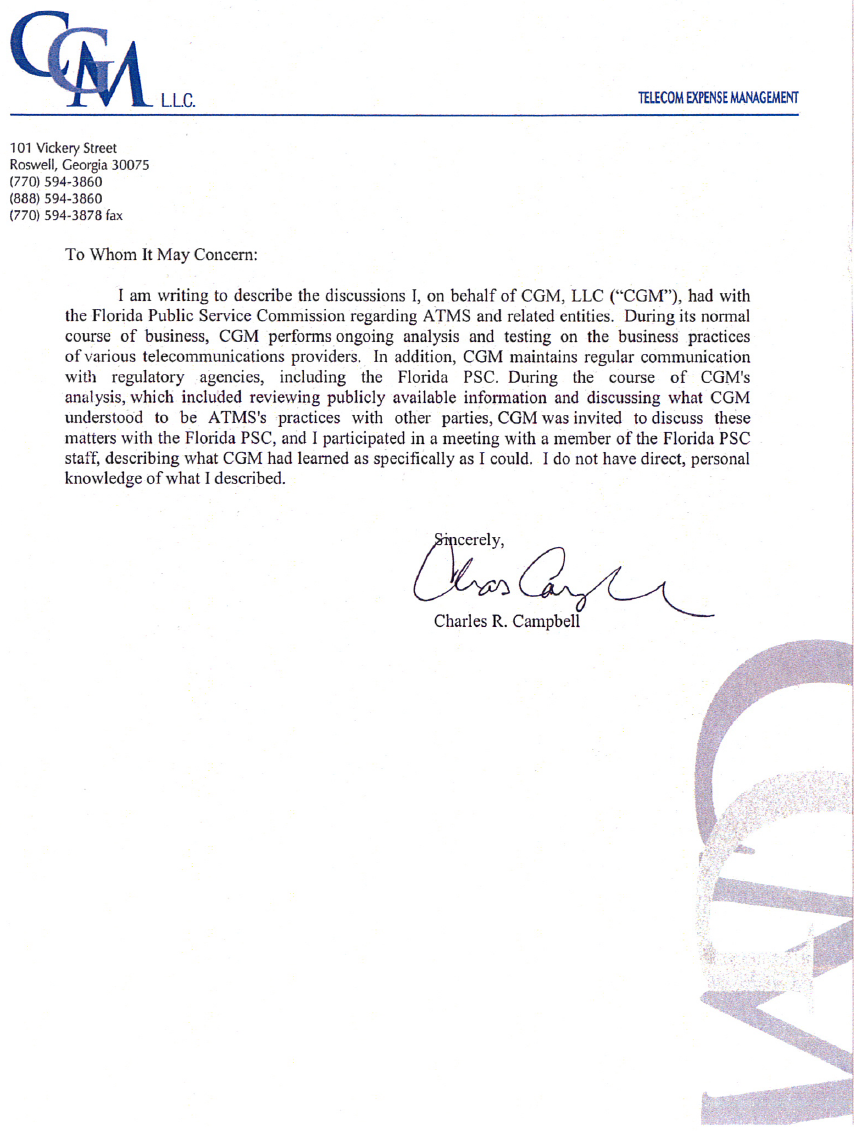 CGM L.L.C.
TELECOM EXPENSE MANAGEMENT
101 Vickery Street
Roswell, Georgia 30075
(770) 594-3860
(888) 594-3860
(770) 594-3878 fax
To Whom It May Concern:
I am writing to describe the discussions I, on behalf of CGM, LLC (“CGM”), had with
the Florida Public Service Commission regarding ATMS and related entities. During its normal
course of business, CGM performs ongoing analysis and testing on the business practices
of various telecommunications providers. In addition, CGM maintains regular communication
with regulatory agencies, including the Florida PSC. During the course of CGM's
analysis, which included reviewing publicly available information and discussing what CGM
understood to be ATMS's practices with other parties, CGM was invited to discuss these
matters with the Florida PSC, and I participated in a meeting with a member of the Florida PSC
staff, describing what CGM had learned as specifically as I could. I do not have direct, personal
knowledge of what I described.
Sincerely,
Chas Campbell
Charles R. Campbell
CGM